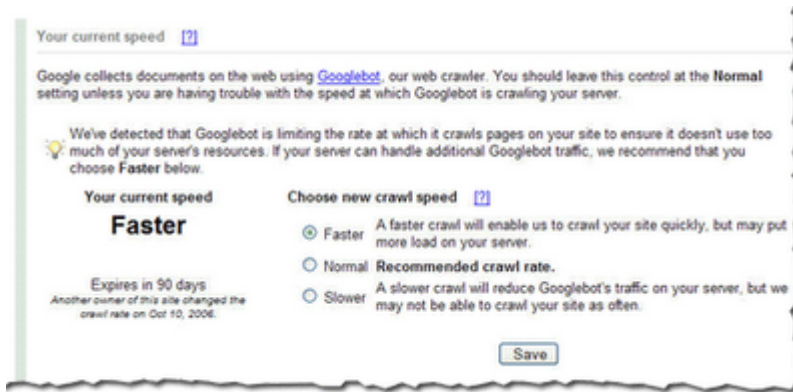 Your current speed [?]
Google collects documents on the web using Googlebot, our web crawler. You should leave this control at the Normal
setting unless you are having trouble with the speed at which Googlebot is crawling your server.
We've detected that Googlebot is limiting the rate at which it crawls pages on your site to ensure it doesn't use too
much of your server's resources. If your server can handle additional Googlebot traffic, we recommend that you
choose Faster below.
Your current speed
Faster
Expires in 90 days
Another owner of this site changed the
crawl rate on Oct 10, 2006.
Choose new crawl speed [?]
Faster A faster crawl will enable us to crawl your site quickly, but may put
more load on your server.
Normal Recommended crawl rate.
Slower A slower crawl will reduce Googlebot's traffic on your server, but we
may not be able to crawl your site as often.
Save